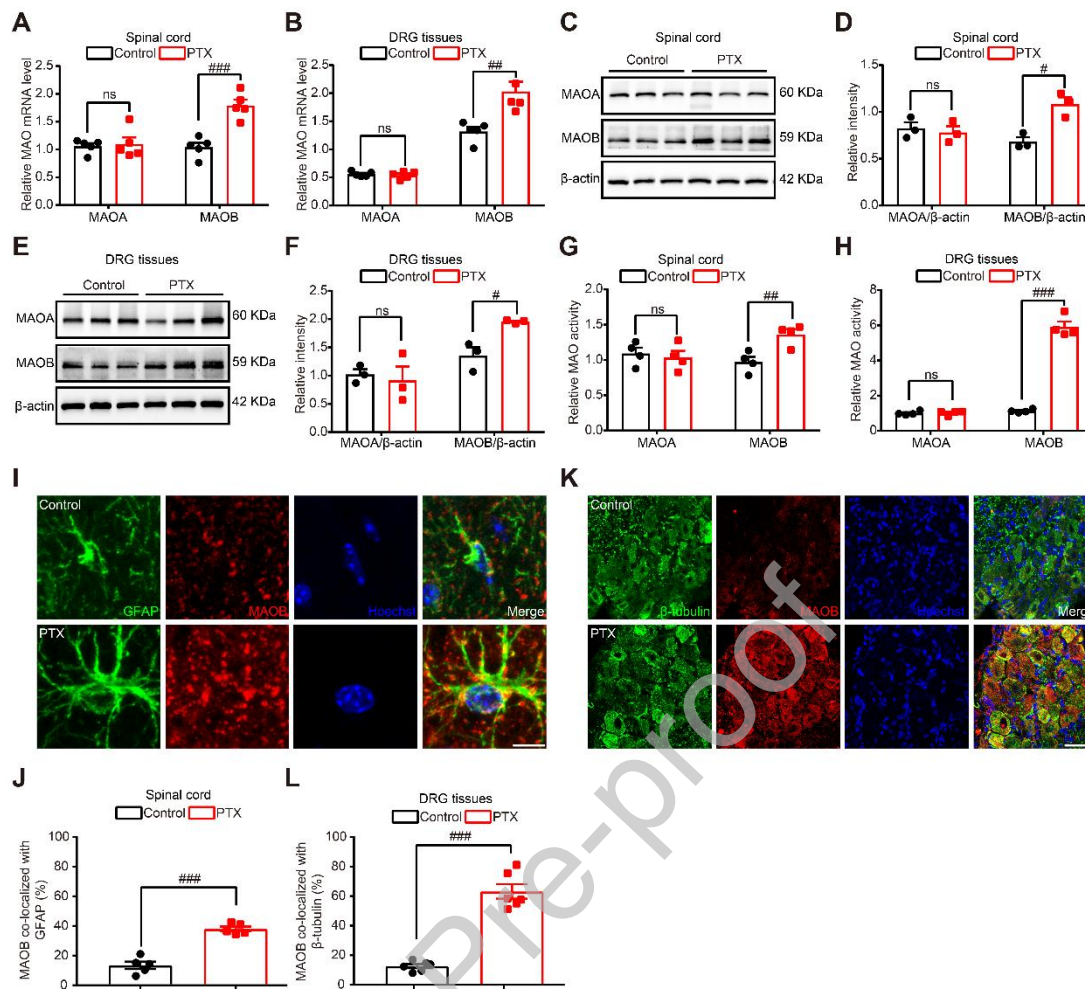 A
Spinal cord
Control PTX
Relative MAO mRNA level
2.5
2.0
1.5
1.0
0.5
0.0
ns
###
MAOA MAOB
B
DRG tissues
Control PTX
Relative MAO mRNA level
2.5
2.0
1.5
1.0
0.5
0.0
ns
##
MAOA MAOB
C
Spinal cord
Control PTX
MAOA 60 KDa
MAOB 59 KDa
β-actin 42 KDa
D
Spinal cord
Control PTX
Relative intensity
2.0
1.5
1.0
0.5
0.0
ns
#
MAOA/β-actin MAOB/β-actin
E
DRG tissues
Control PTX
MAOA 60 KDa
MAOB 59 KDa
β-actin 42 KDa
F
DRG tissues
Control PTX
Relative intensity
2.5
2.0
1.5
1.0
0.5
0.0
ns
#
MAOA/β-actin MAOB/β-actin
G
Spinal cord
Control PTX
Relative MAO activity
2.0
1.5
1.0
0.5
0.0
ns
##
MAOA MAOB
H
DRG tissues
Control PTX
Relative MAO activity
8
6
4
2
0
ns
###
MAOA MAOB
I
Control
GFAP MAOB Hoechst Merge
PTX
K
Control
β-tubulin MAOB Hoechst Merge
PTX
J
Spinal cord
Control PTX
MAOB co-localized with
GFAP (%)
100
80
60
40
20
0
###
L
DRG tissues
Control PTX
MAOB co-localized with
β-tubulin (%)
100
80
60
40
20
0
###
Pre-proof